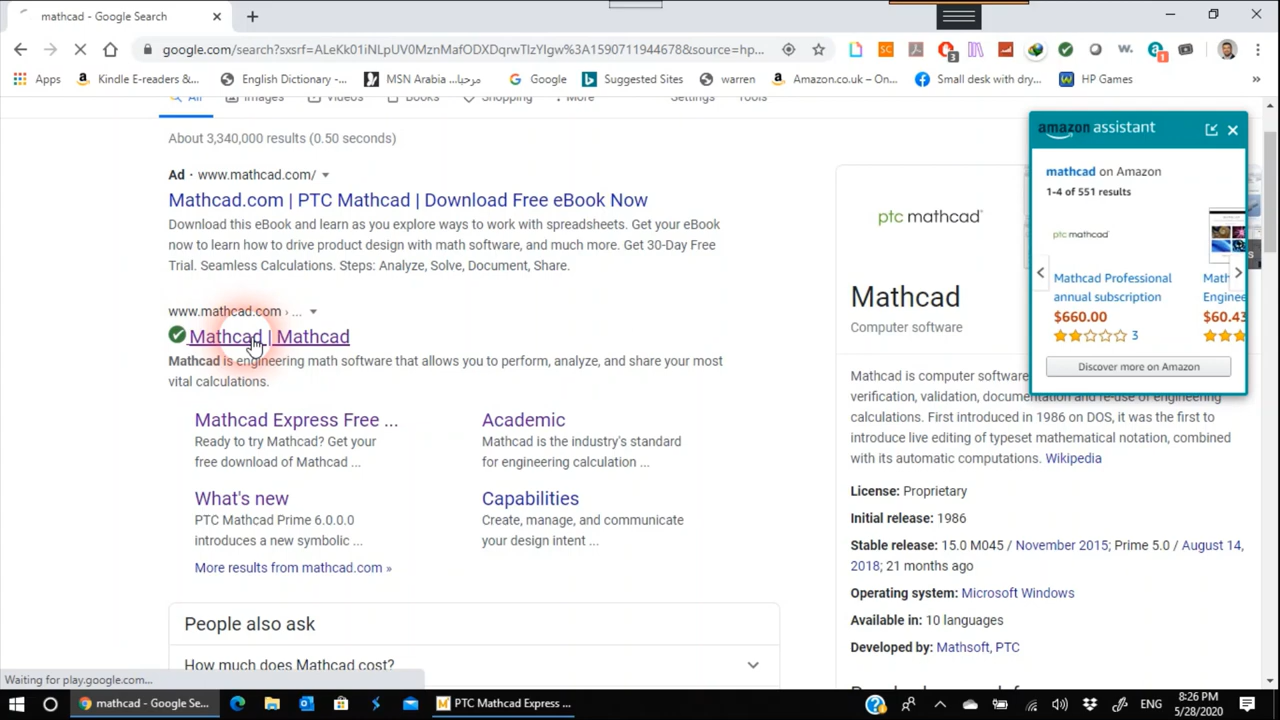 mathcad - Google Search
google.com/search?sxsrf=ALeKk01iNLpUV0MznMafODXDqrwTlzYIgw%3A1590711944678&source=hp...
Apps
Kindle E-readers &...
English Dictionary -...
MSN Arabia مرحبا...
Google
Suggested Sites
warren
Amazon.co.uk – On...
Small desk with dry...
HP Games
»
All
Images
Videos
Books
Shopping
More
Settings
Tools
About 3,340,000 results (0.50 seconds)
Ad · www.mathcad.com/
Mathcad.com | PTC Mathcad | Download Free eBook Now
Download this eBook and learn as you explore ways to work with spreadsheets. Get your eBook
now to learn how to drive product design with math software, and much more. Get 30-Day Free
Trial. Seamless Calculations. Steps: Analyze, Solve, Document, Share.
www.mathcad.com › ...
Mathcad | Mathcad
Mathcad is engineering math software that allows you to perform, analyze, and share your most
vital calculations.
Mathcad Express Free ...
Ready to try Mathcad? Get your
free download of Mathcad ...
Academic
Mathcad is the industry's standard
for engineering calculation ...
What's new
PTC Mathcad Prime 6.0.0.0
introduces a new symbolic ...
Capabilities
Create, manage, and communicate
your design intent ...
More results from mathcad.com »
People also ask
How much does Mathcad cost?
amazon assistant
mathcad on Amazon
1-4 of 551 results
ptc mathcad
Mathcad Professional
annual subscription
$660.00
3
Math
Enginee
$60.43
Discover more on Amazon
ptc mathcad
Mathcad
Computer software
Mathcad is computer software
verification, validation, documentation and re-use of engineering
calculations. First introduced in 1986 on DOS, it was the first to
introduce live editing of typeset mathematical notation, combined
with its automatic computations. Wikipedia
License: Proprietary
Initial release: 1986
Stable release: 15.0 M045 / November 2015; Prime 5.0 / August 14,
2018; 21 months ago
Operating system: Microsoft Windows
Available in: 10 languages
Developed by: Mathsoft, PTC
Waiting for play.google.com...
mathcad - Google Se...
PTC Mathcad Express ...
ENG
8:26 PM
5/28/2020